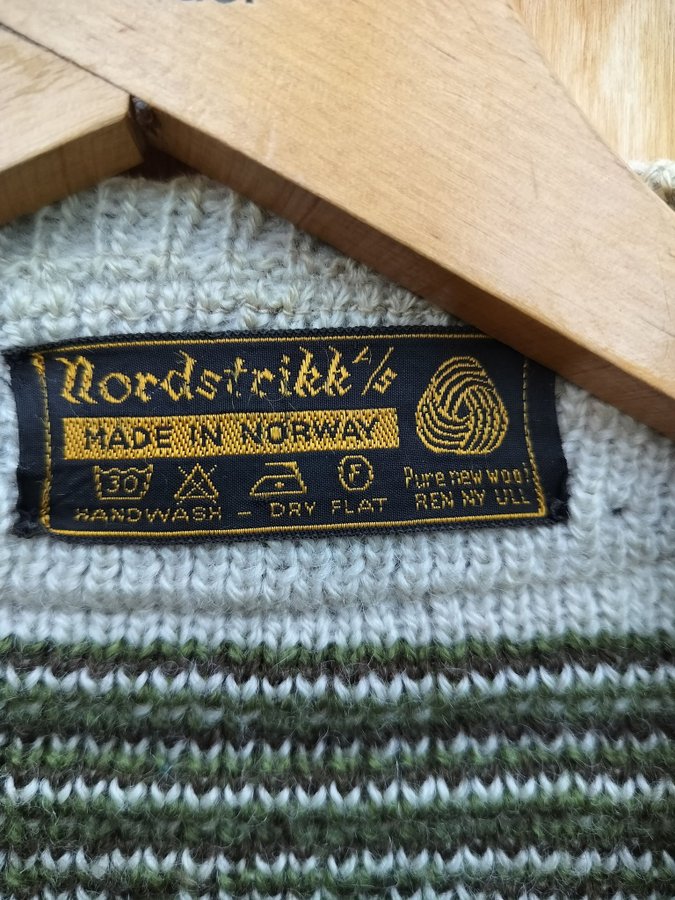 Nordstrikk A/S
MADE IN NORWAY
30 F
HANDWASH - DRY FLAT
Pure new wool
REN NY ULL